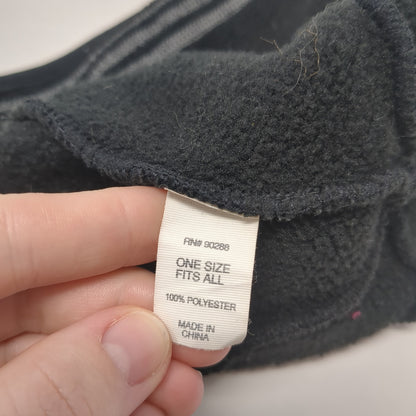 RN# 90288
ONE SIZE
FITS ALL
100% POLYESTER
MADE IN
CHINA